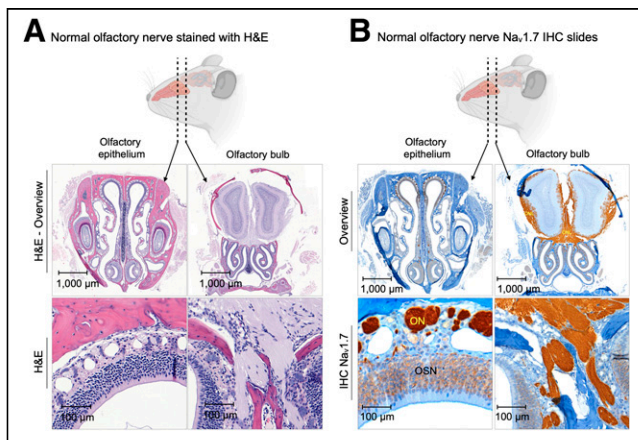 A Normal olfactory nerve stained with H&E
Olfactory
epithelium
Olfactory bulb
H&E - Overview
1,000 µm
1,000 µm
H&E
100 µm
100 µm
B Normal olfactory nerve Naᵥ1.7 IHC slides
Olfactory
epithelium
Olfactory bulb
Overview
1,000 µm
1,000 µm
IHC Naᵥ1.7
ON
OSN
100 µm
100 µm